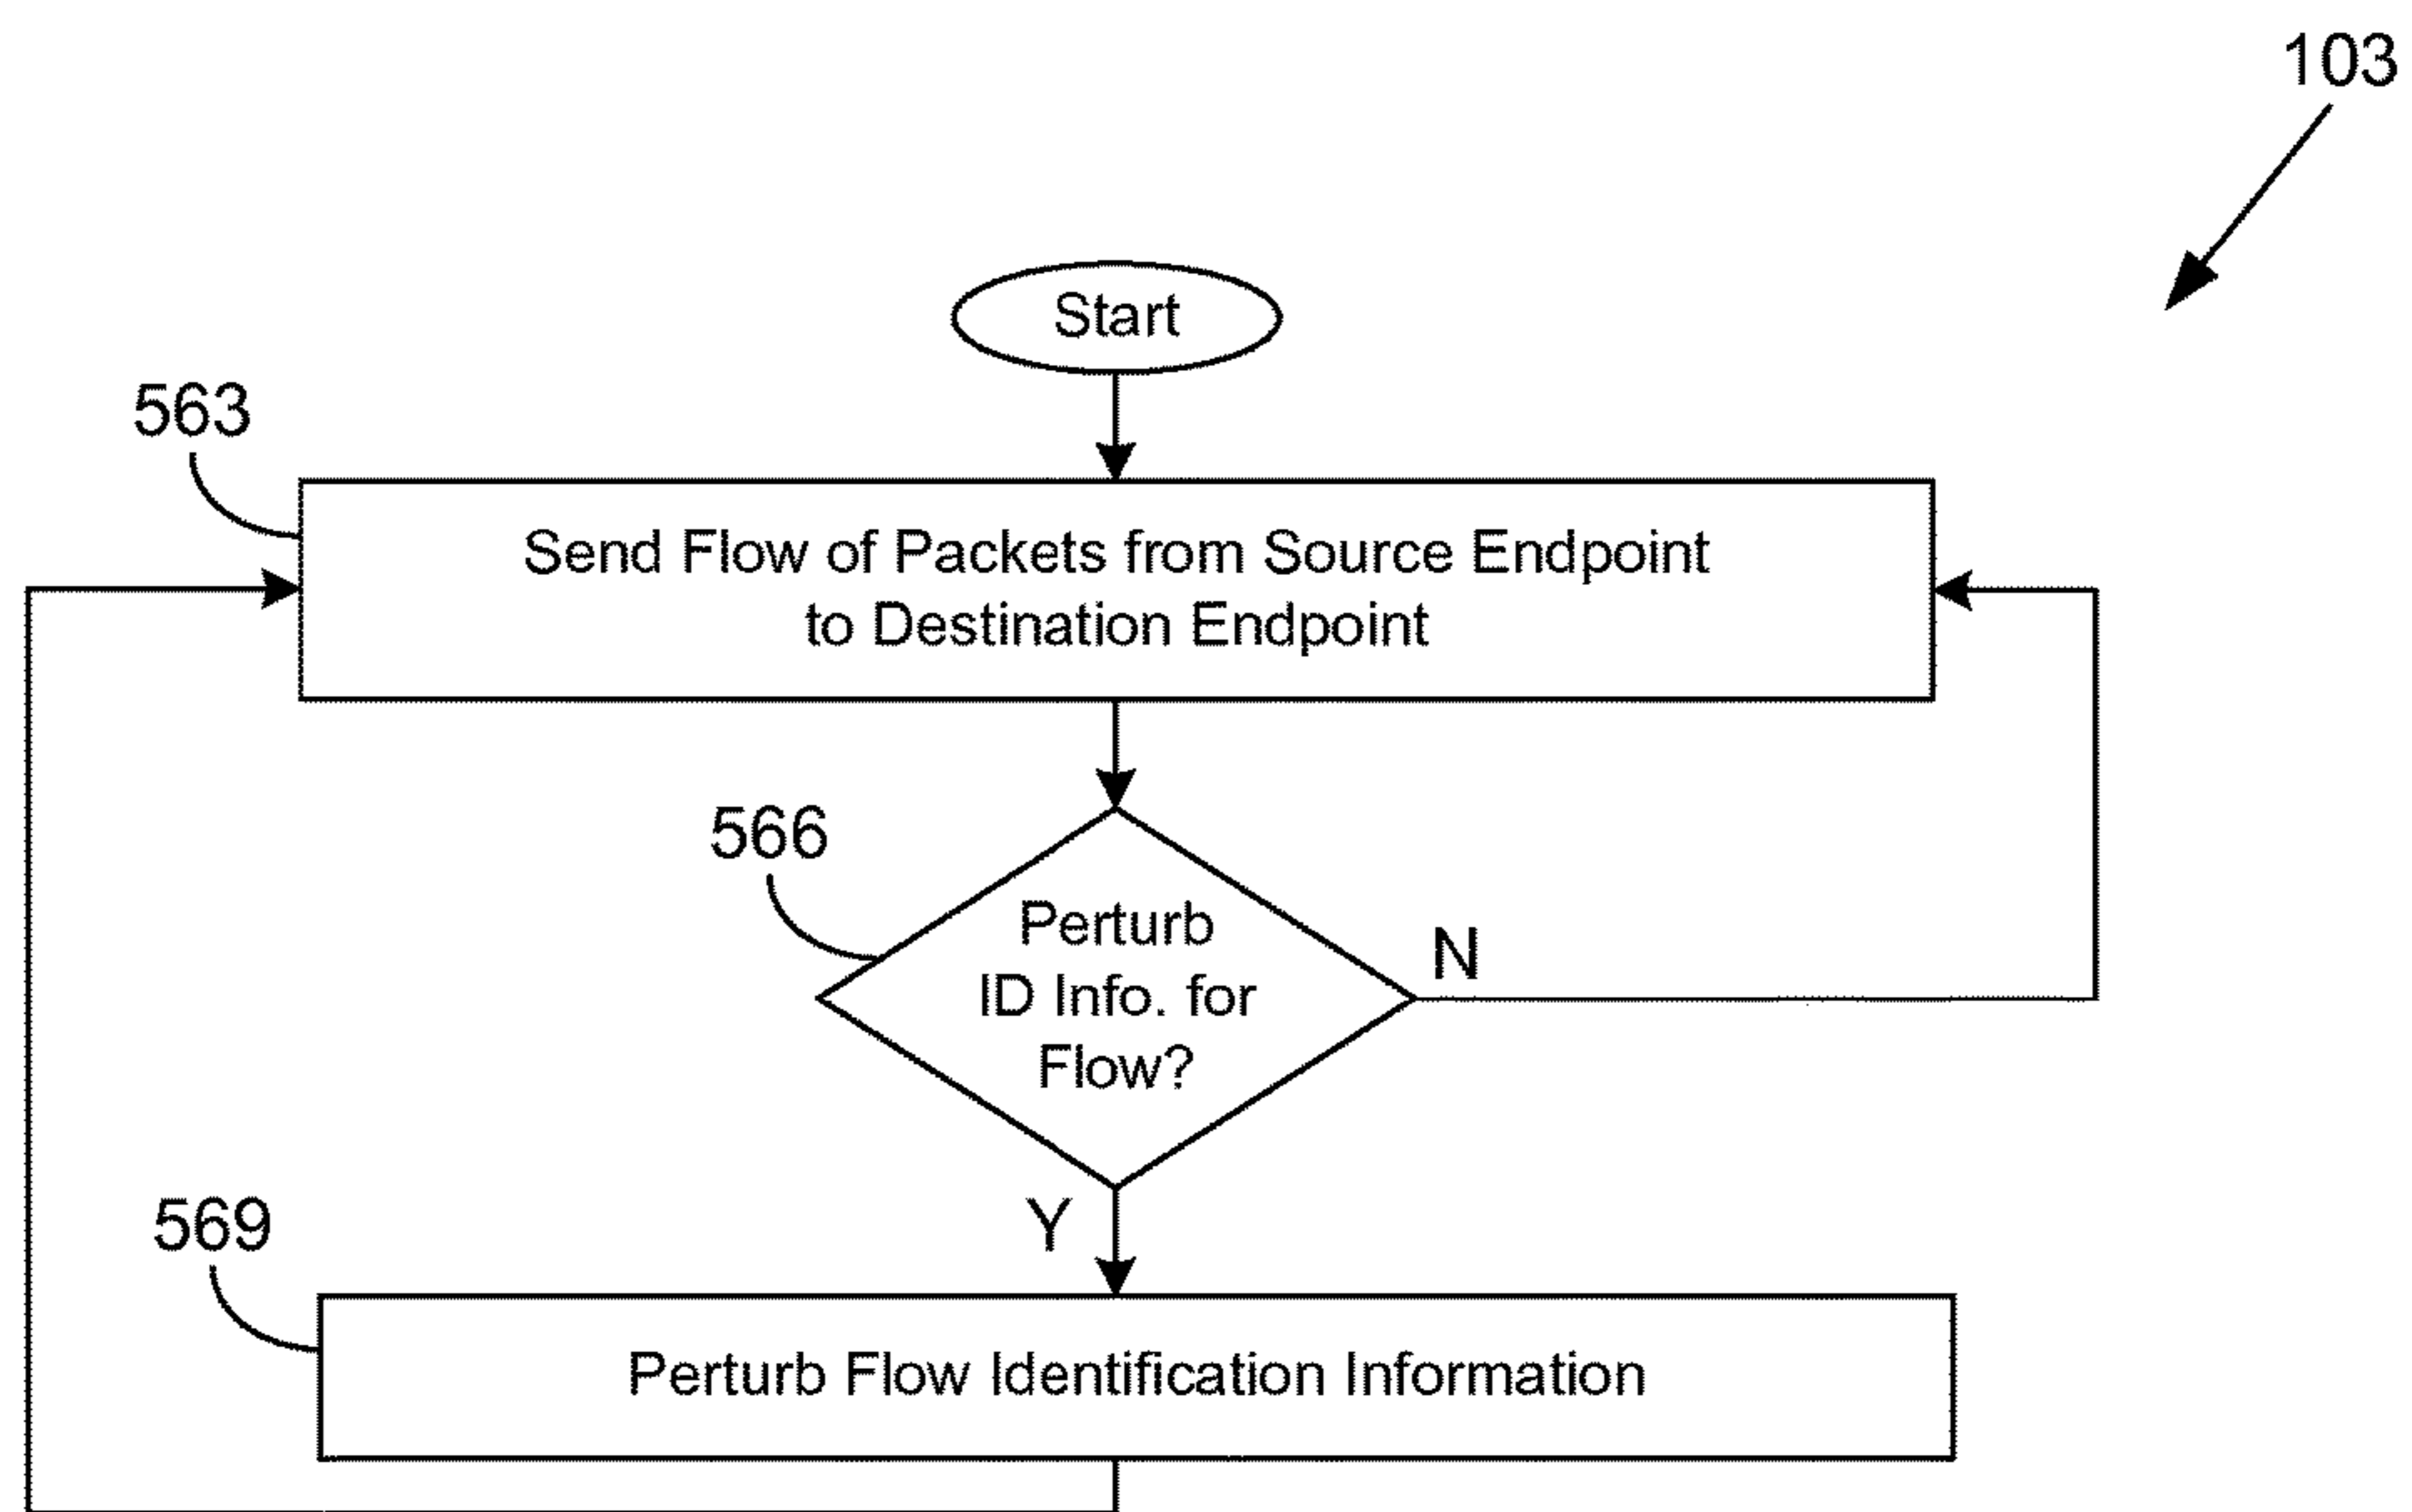 103
Start
563
Send Flow of Packets from Source Endpoint
to Destination Endpoint
566
Perturb
ID Info. for
Flow?
N
Y
569
Perturb Flow Identification Information